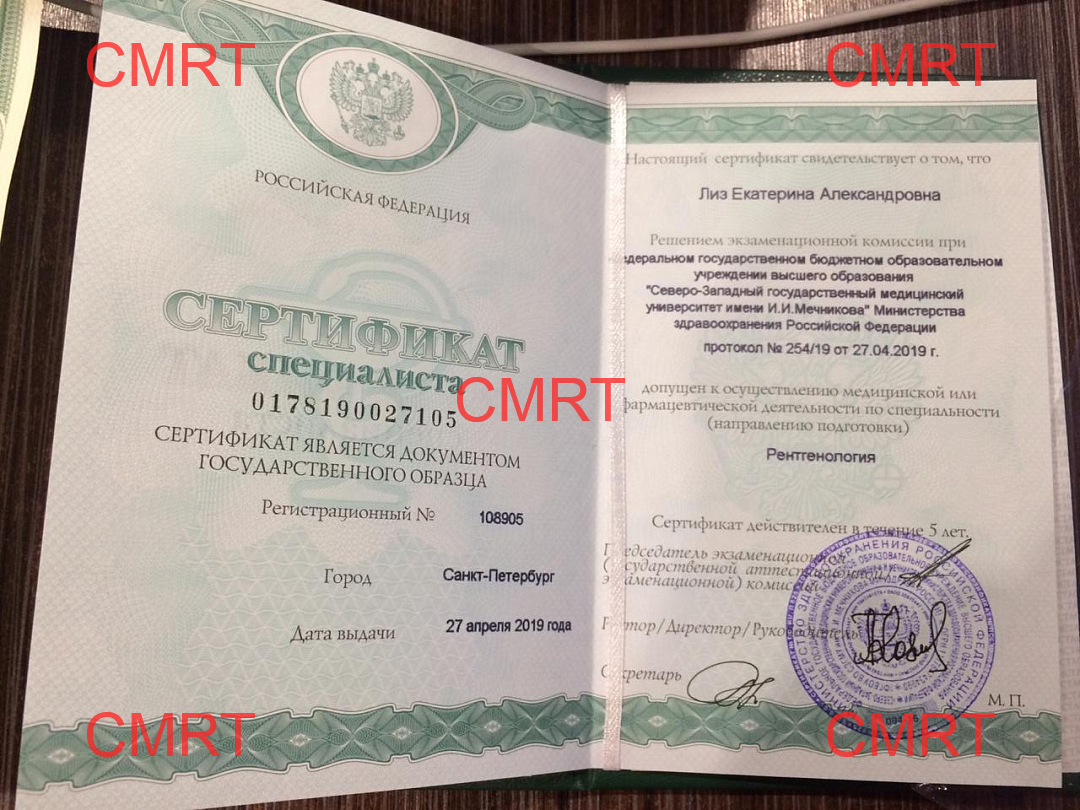 CMRT
CMRT
РОССИЙСКАЯ ФЕДЕРАЦИЯ
СЕРТИФИКАТ
специалиста
0178190027105
СЕРТИФИКАТ ЯВЛЯЕТСЯ ДОКУМЕНТОМ
ГОСУДАРСТВЕННОГО ОБРАЗЦА
Регистрационный № 108905
Город Санкт-Петербург
Дата выдачи 27 апреля 2019 года
CMRT
Настоящий сертификат свидетельствует о том, что
Лиз Екатерина Александровна
Решением экзаменационной комиссии при
едеральном государственном бюджетном образовательном
учреждении высшего образования
"Северо-Западный государственный медицинский
университет имени И.И.Мечникова" Министерства
здравоохранения Российской Федерации
протокол № 254/19 от 27.04.2019 г.
допущен к осуществлению медицинской или
фармацевтической деятельности по специальности
(направлению подготовки)
Рентгенология
Сертификат действителен в течение 5 лет.
Председатель экзаменационной
(государственной аттестационной,
экзаменационной) комиссии
Ректор/Директор/Руководитель
Секретарь
М. П.
CMRT
CMRT